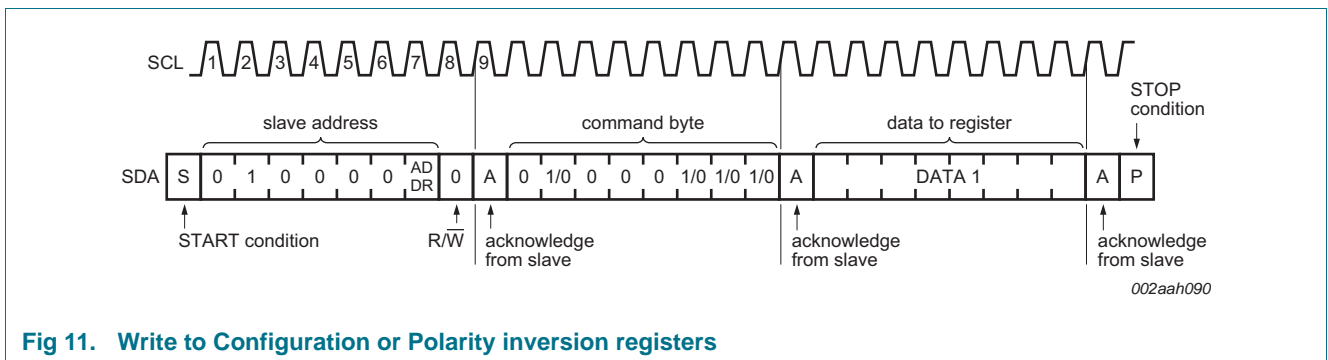 SCL 1 2 3 4 5 6 7 8 9
STOP
condition
slave address command byte data to register
SDA S 0 1 0 0 0 0 AD DR 0 A 0 1/0 0 0 0 1/0 1/0 1/0 A DATA 1 A P
START condition R/W̅ acknowledge from slave acknowledge from slave acknowledge from slave
002aah090
Fig 11. Write to Configuration or Polarity inversion registers